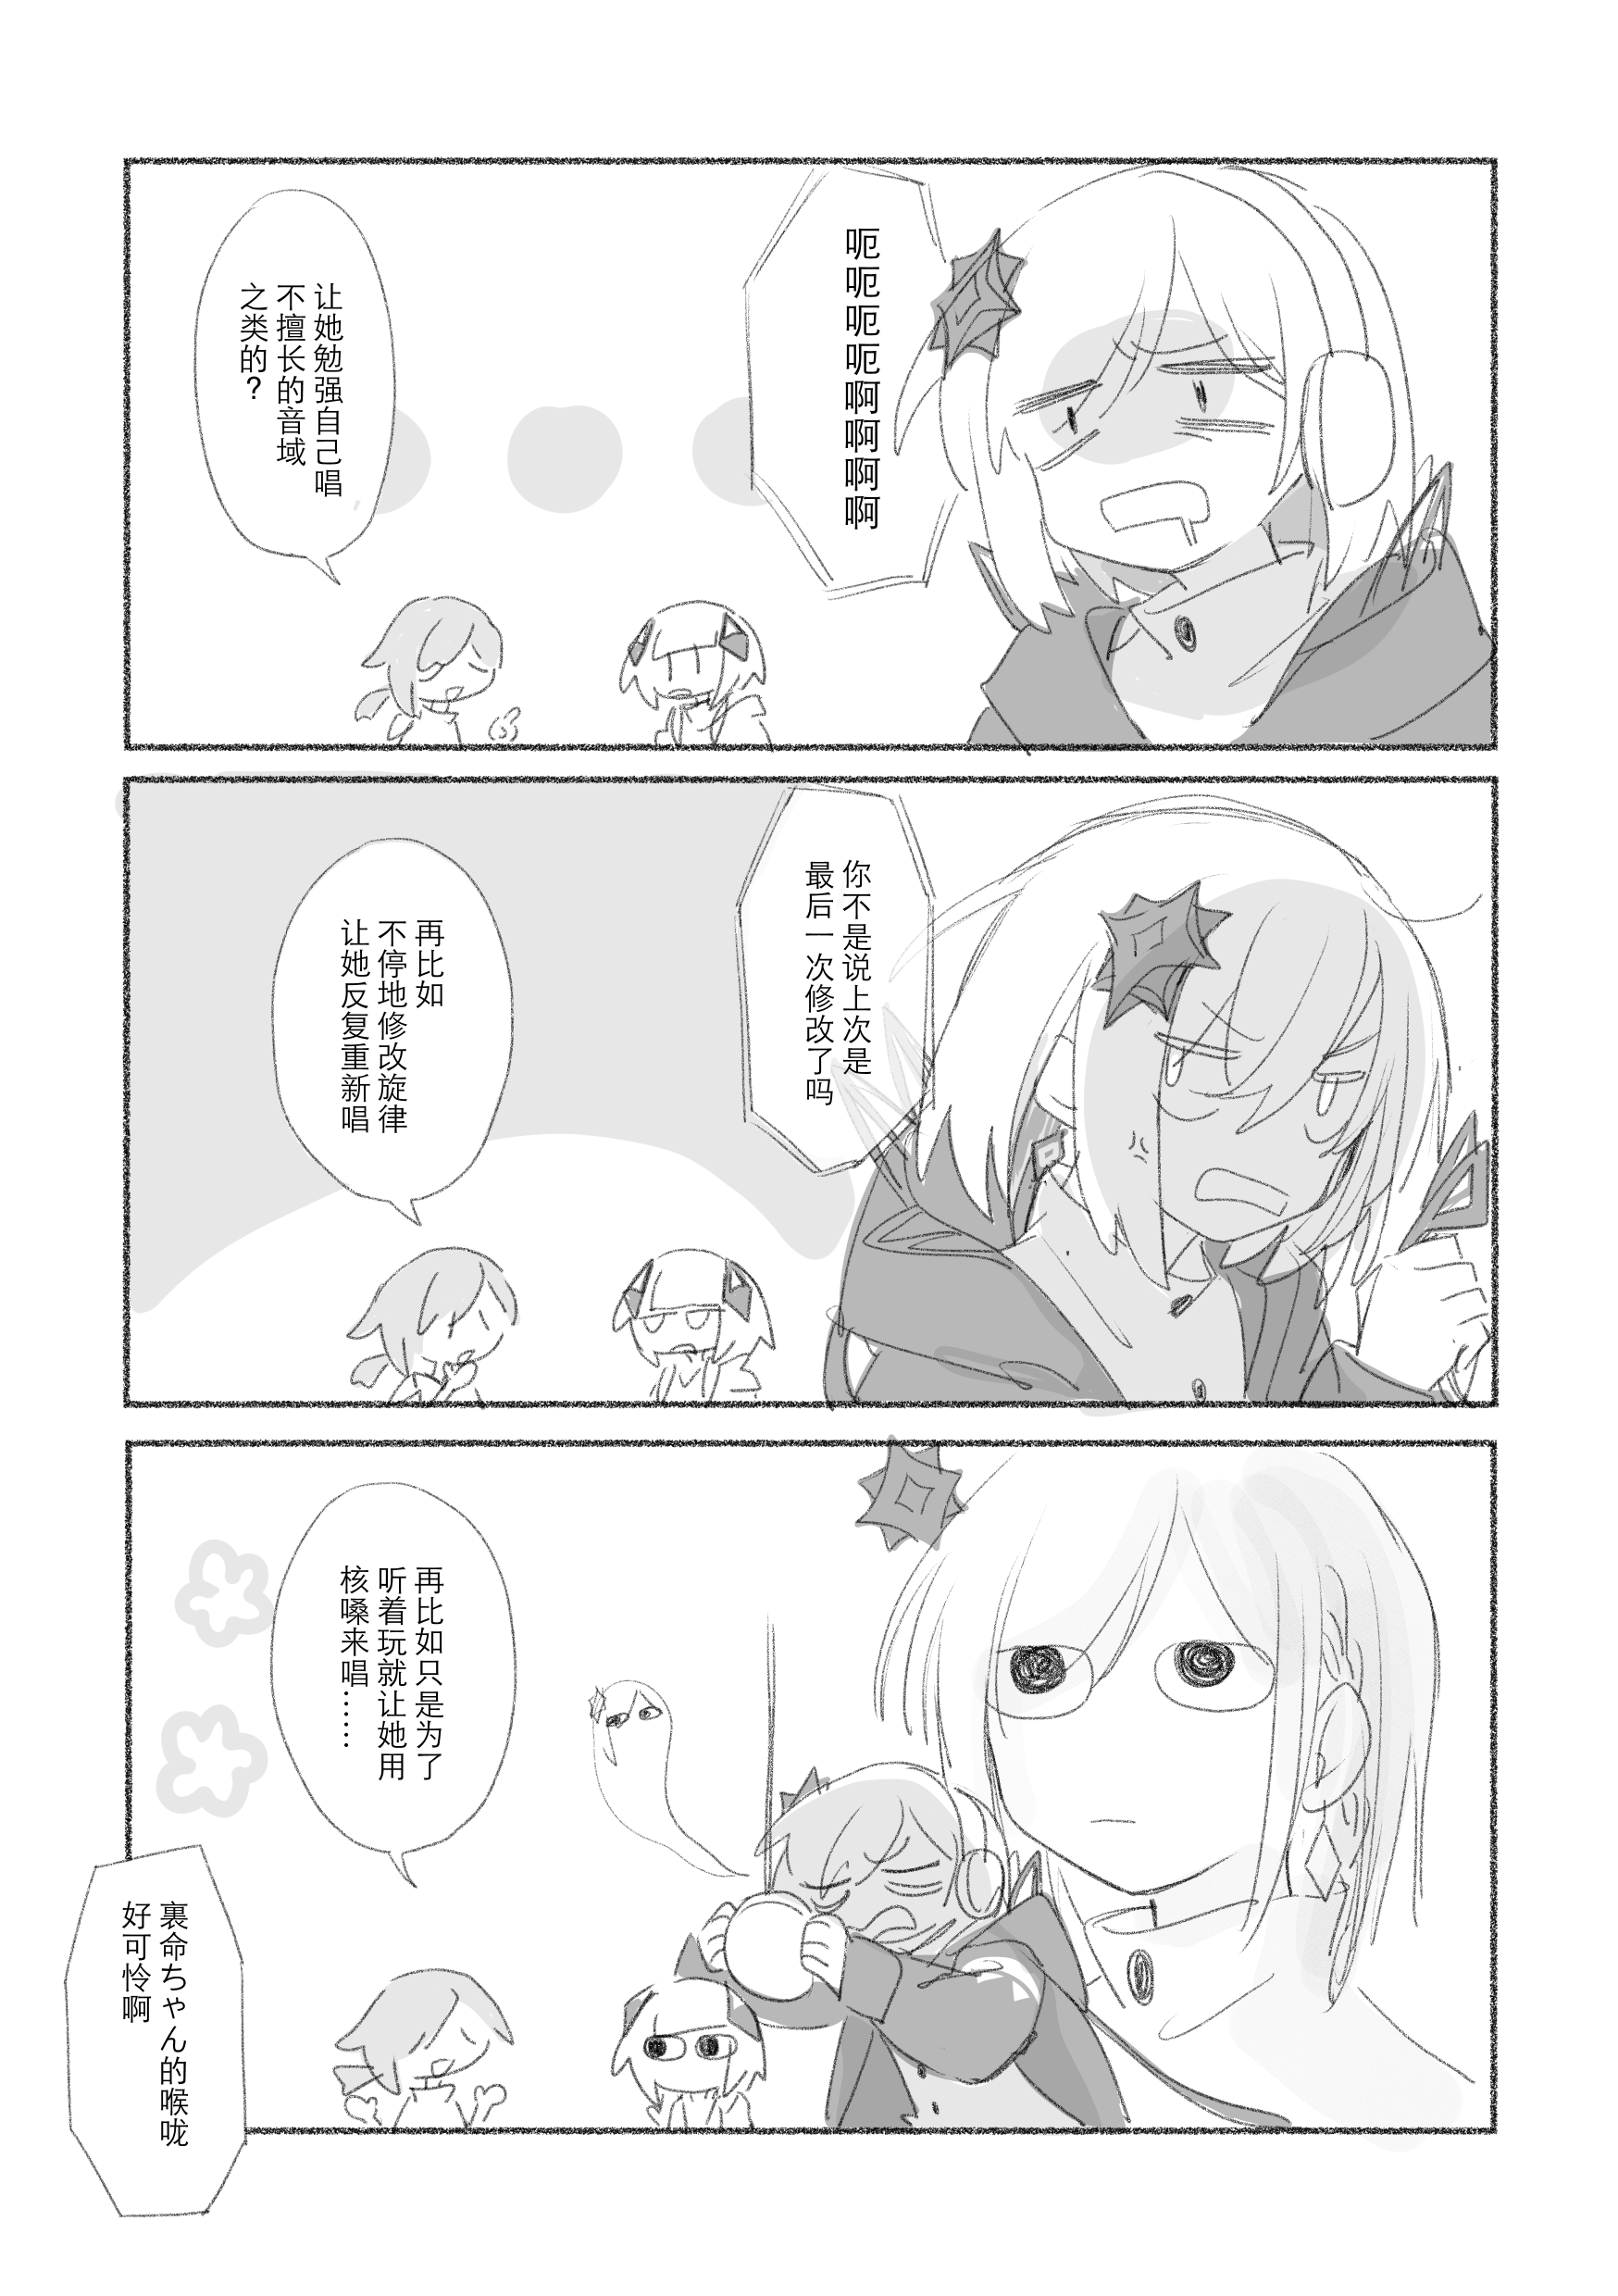 呃呃呃呃啊啊啊啊
让她勉强自己唱
不擅长的音域
之类的?
你不是说上次是
最后一次修改了吗
再比如
不停地修改旋律
让她反复重新唱
再比如只是为了
听着玩就让她用
核嗓来唱……
裏命ちゃん的喉咙
好可怜啊